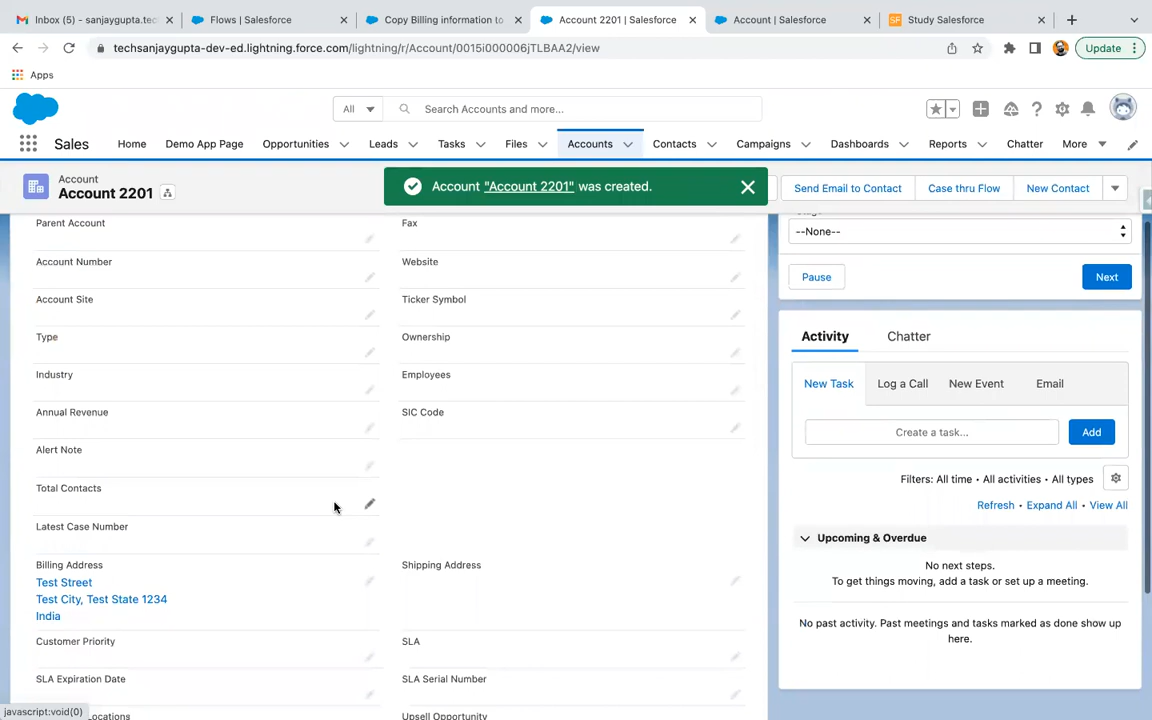 Inbox (5) - sanjaygupta.tec
Flows | Salesforce
Copy Billing information to
Account 2201 | Salesforce
Account | Salesforce
SF
Study Salesforce
techsanjaygupta-dev-ed.lightning.force.com/lightning/r/Account/0015i000006jTLBAA2/view
Update
Apps
All
Search Accounts and more...
Sales
Home
Demo App Page
Opportunities
Leads
Tasks
Files
Accounts
Contacts
Campaigns
Dashboards
Reports
Chatter
More
Account
Account 2201
Account "Account 2201" was created.
Send Email to Contact
Case thru Flow
New Contact
Parent Account
Fax
Account Number
Website
Account Site
Ticker Symbol
Type
Ownership
Industry
Employees
Annual Revenue
SIC Code
Alert Note
Total Contacts
Latest Case Number
Billing Address
Test Street
Test City, Test State 1234
India
Shipping Address
Customer Priority
SLA
SLA Expiration Date
SLA Serial Number
Locations
Upsell Opportunity
javascript:void(0)
--None--
Pause
Next
Activity
Chatter
New Task
Log a Call
New Event
Email
Create a task...
Add
Filters: All time • All activities • All types
Refresh • Expand All • View All
Upcoming & Overdue
No next steps.
To get things moving, add a task or set up a meeting.
No past activity. Past meetings and tasks marked as done show up
here.